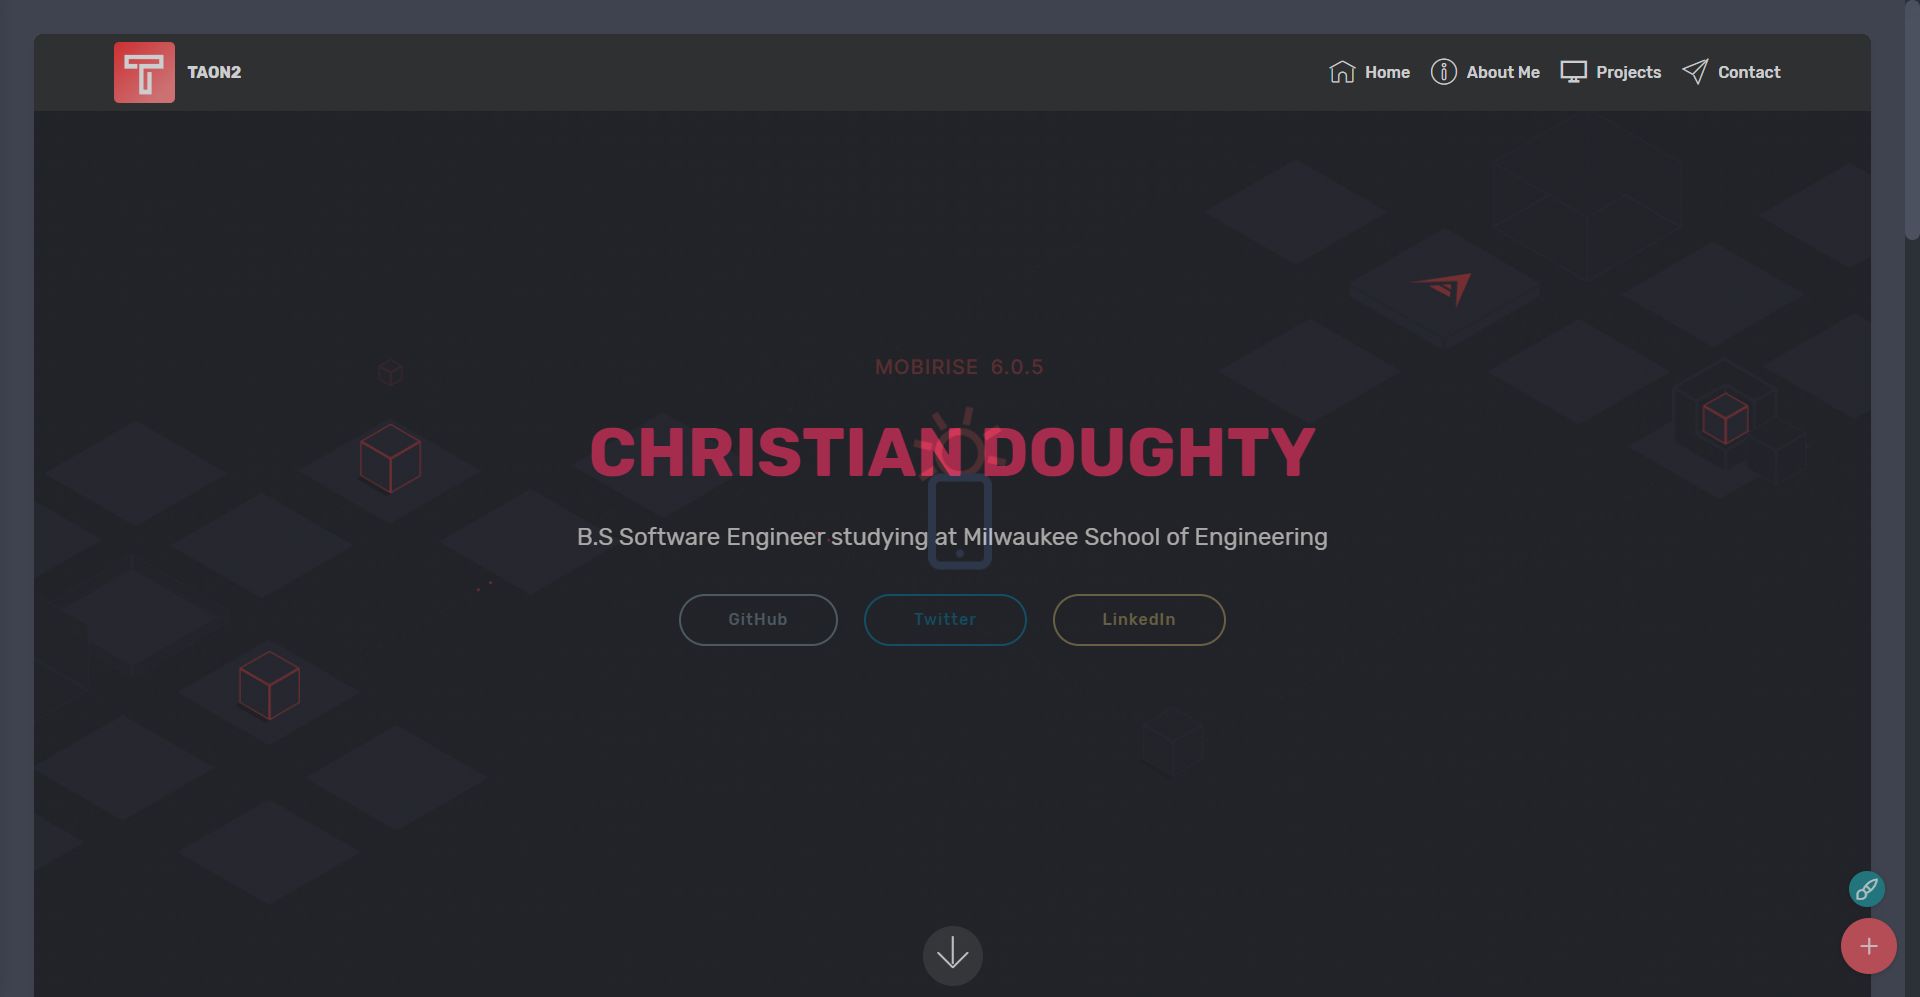 TAON2
Home About Me Projects Contact
MOBIRISE 6.0.5
CHRISTIAN DOUGHTY
B.S Software Engineer studying at Milwaukee School of Engineering
GitHub Twitter LinkedIn